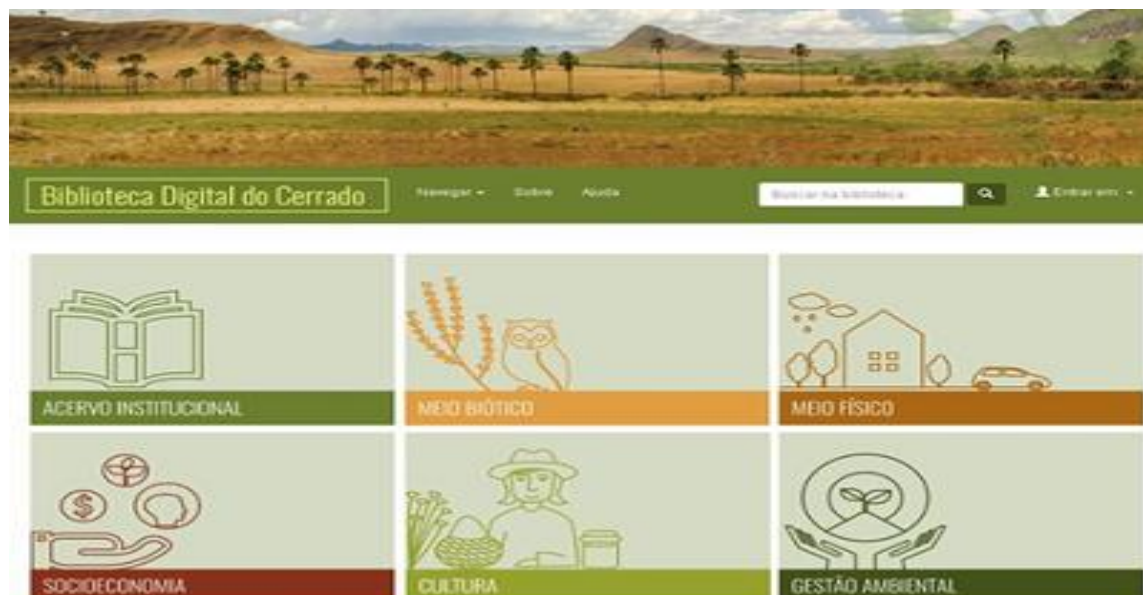 Biblioteca Digital do Cerrado
Navegar
Sobre
Ajuda
Buscar na biblioteca
Entrar em:
ACERVO INSTITUCIONAL
MEIO BIÓTICO
MEIO FÍSICO
$
SOCIOECONOMIA
CULTURA
GESTÃO AMBIENTAL